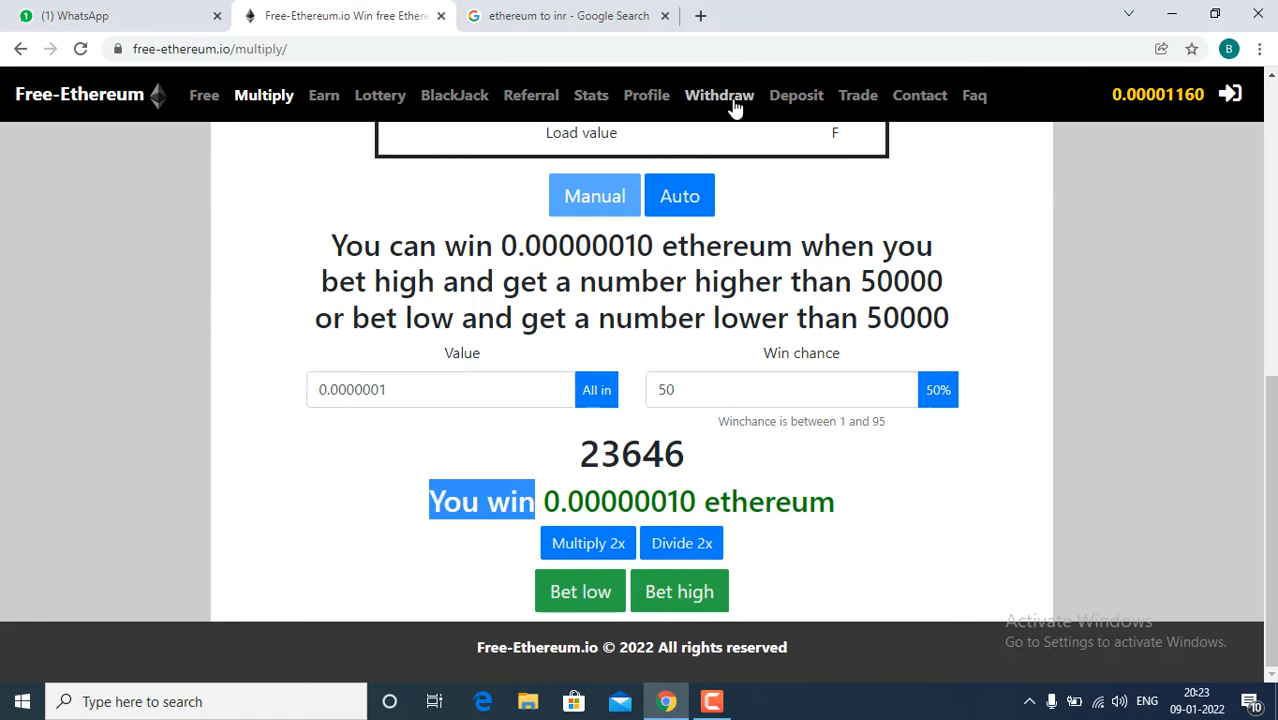 (1) WhatsApp
Free-Ethereum.io Win free Ethere
ethereum to inr - Google Search
free-ethereum.io/multiply/
B
Free-Ethereum Free Multiply Earn Lottery BlackJack Referral Stats Profile Withdraw Deposit Trade Contact Faq 0.00001160
Load value F
Manual Auto
You can win 0.00000010 ethereum when you
bet high and get a number higher than 50000
or bet low and get a number lower than 50000
Value Win chance
0.0000001 All in 50 50%
Winchance is between 1 and 95
23646
You win 0.00000010 ethereum
Multiply 2x Divide 2x
Bet low Bet high
Activate Windows
Go to Settings to activate Windows.
Free-Ethereum.io © 2022 All rights reserved
Type here to search
ENG
20:23
09-01-2022
10